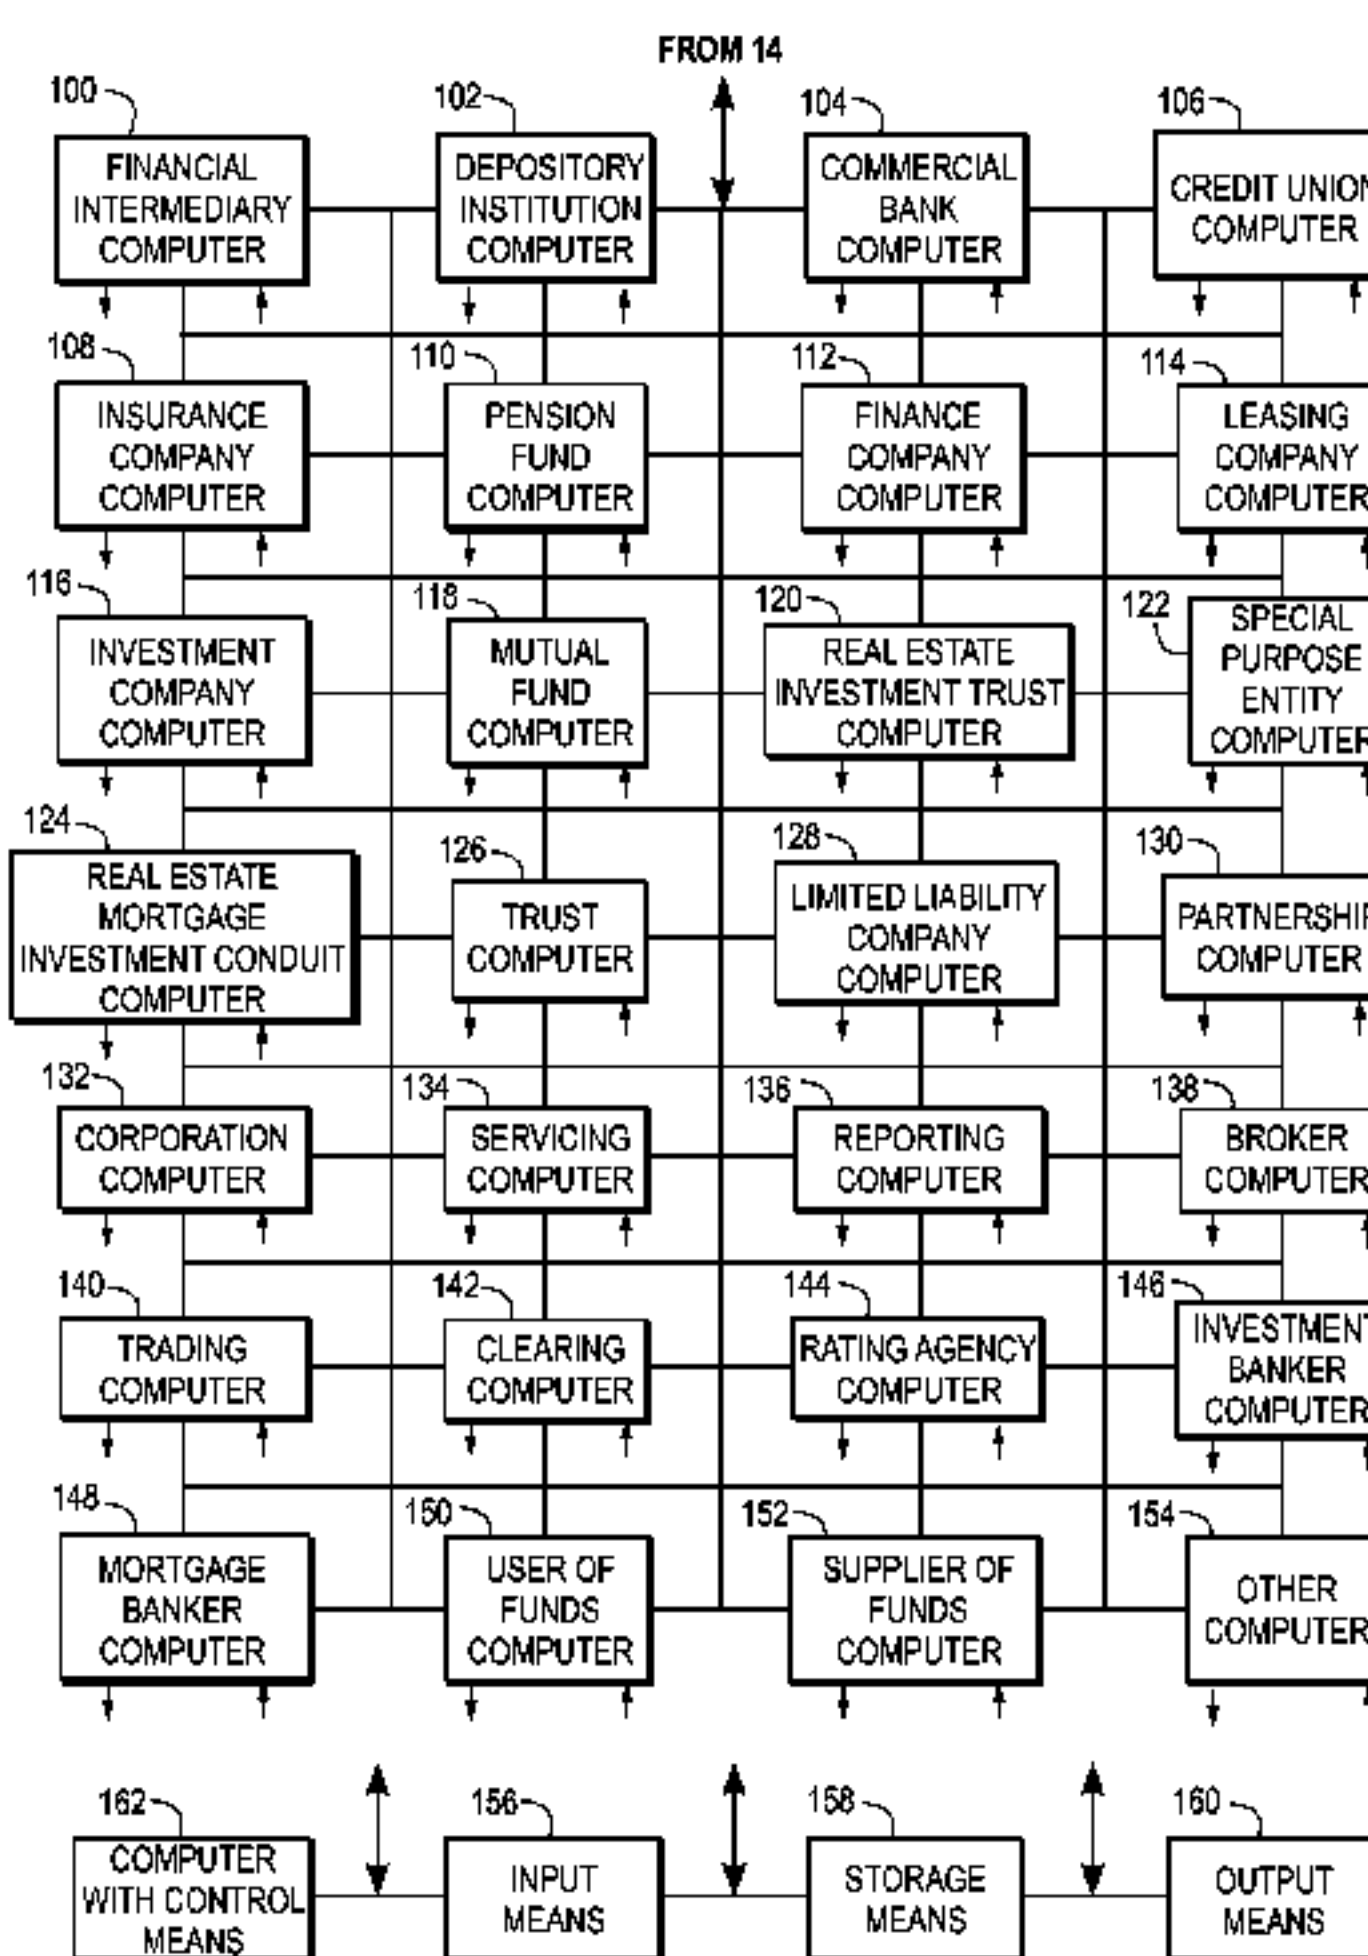 FROM 14
100
FINANCIAL
INTERMEDIARY
COMPUTER
102
DEPOSITORY
INSTITUTION
COMPUTER
104
COMMERCIAL
BANK
COMPUTER
106
CREDIT UNION
COMPUTER
108
INSURANCE
COMPANY
COMPUTER
110
PENSION
FUND
COMPUTER
112
FINANCE
COMPANY
COMPUTER
114
LEASING
COMPANY
COMPUTER
116
INVESTMENT
COMPANY
COMPUTER
118
MUTUAL
FUND
COMPUTER
120
REAL ESTATE
INVESTMENT TRUST
COMPUTER
122
SPECIAL
PURPOSE
ENTITY
COMPUTER
124
REAL ESTATE
MORTGAGE
INVESTMENT CONDUIT
COMPUTER
126
TRUST
COMPUTER
128
LIMITED LIABILITY
COMPANY
COMPUTER
130
PARTNERSHIP
COMPUTER
132
CORPORATION
COMPUTER
134
SERVICING
COMPUTER
136
REPORTING
COMPUTER
138
BROKER
COMPUTER
140
TRADING
COMPUTER
142
CLEARING
COMPUTER
144
RATING AGENCY
COMPUTER
146
INVESTMENT
BANKER
COMPUTER
148
MORTGAGE
BANKER
COMPUTER
150
USER OF
FUNDS
COMPUTER
152
SUPPLIER OF
FUNDS
COMPUTER
154
OTHER
COMPUTER
162
COMPUTER
WITH CONTROL
MEANS
156
INPUT
MEANS
158
STORAGE
MEANS
160
OUTPUT
MEANS